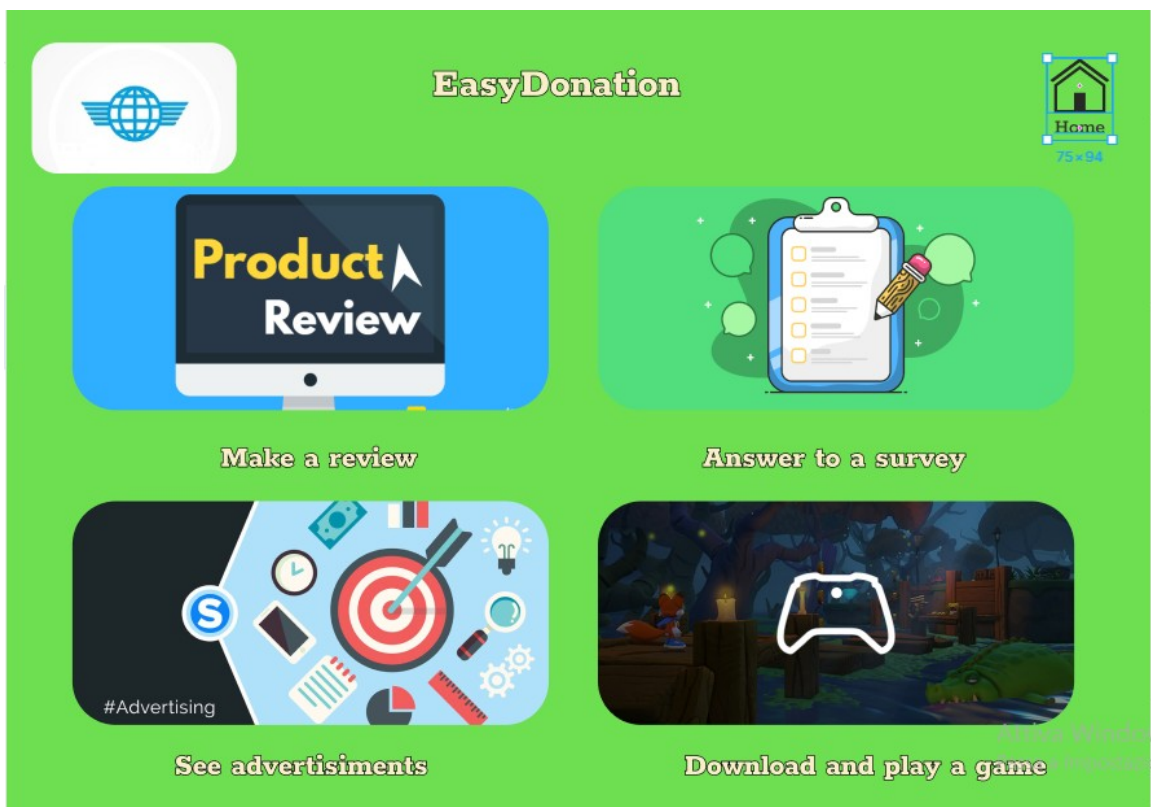 EasyDonation
Home
75×94
Product
Review
Make a review
Answer to a survey
S
#Advertising
See advertisiments
Download and play a game